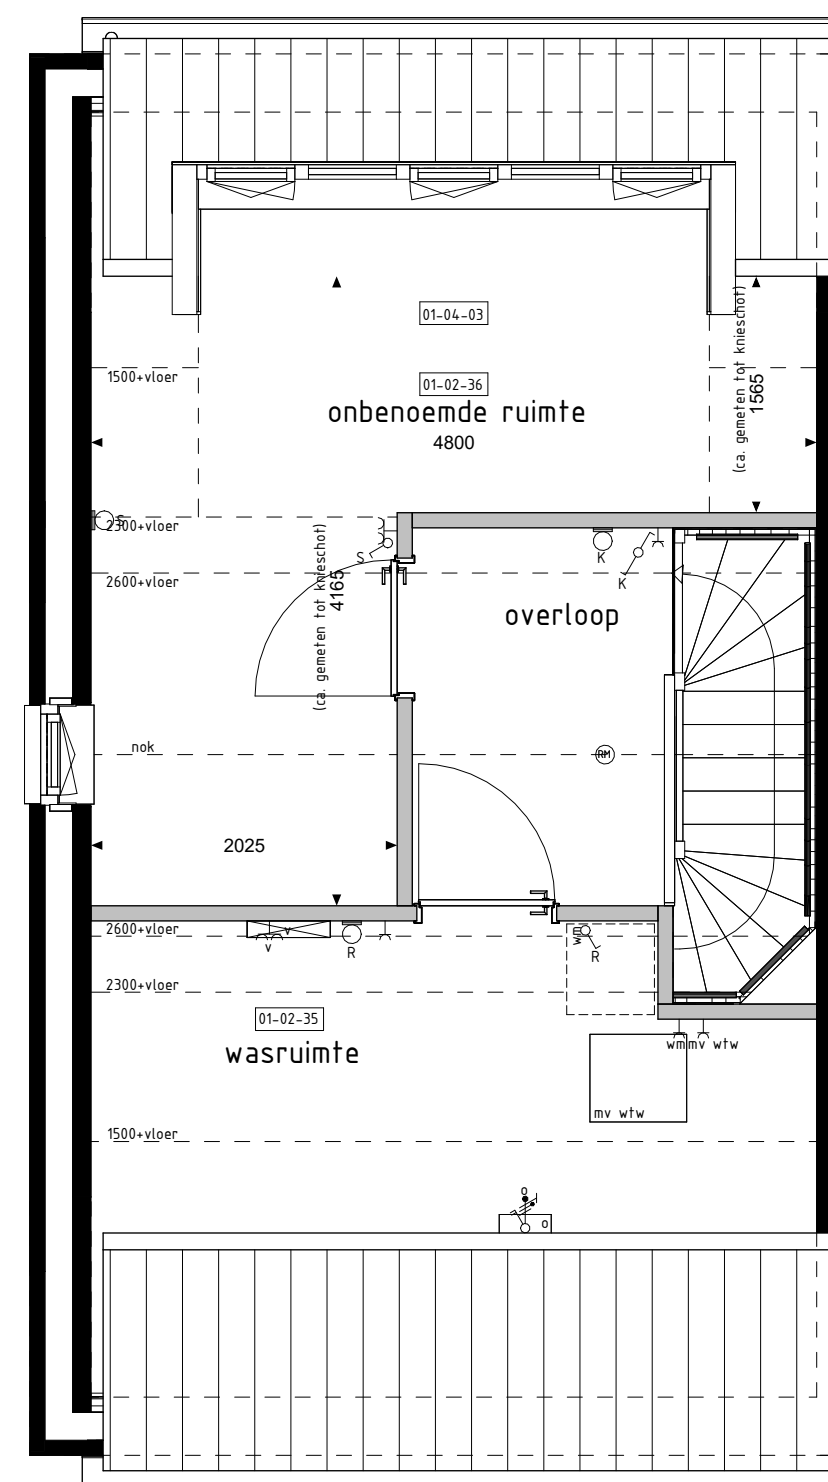 01-04-03
(ca. gemeten tot knieschot)
1565
1500+vloer
01-02-36
onbenoemde ruimte
4800
S
2300+vloer
S
K
K
2600+vloer
(ca. gemeten tot knieschot)
4165
overloop
nok
RM
2025
2600+vloer
v
v
R
wm
R
2300+vloer
01-02-35
wasruimte
wm
mv wtw
mv wtw
1500+vloer
o
o